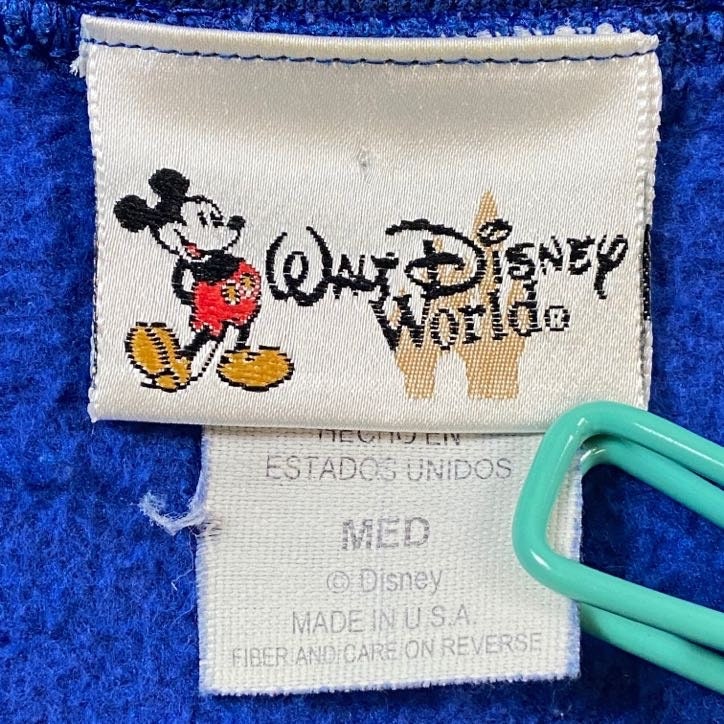 WALT DISNEY
World®
HECHO EN
ESTADOS UNIDOS
MED
© Disney
MADE IN U.S.A.
FIBER AND CARE ON REVERSE